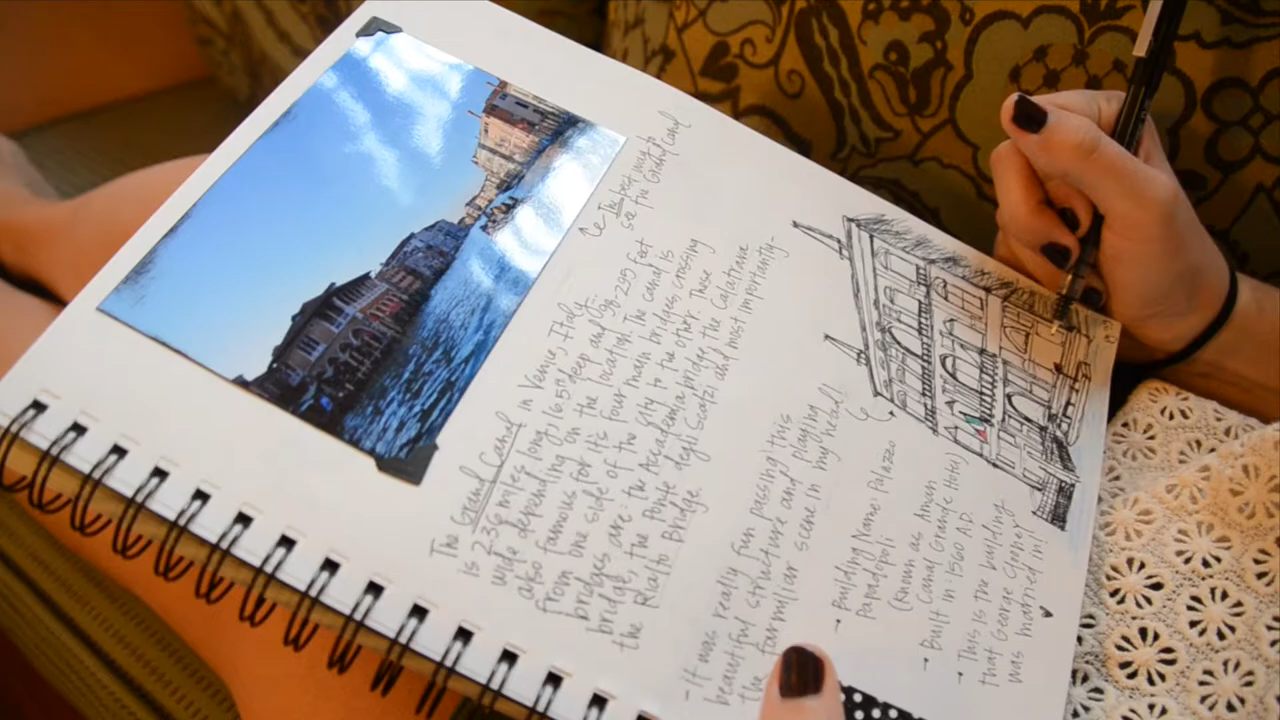 The best way to
see the Grand Canal
The Grand Canal in Venice, Italy
is 2.36 miles long, 16.5ft deep and 98-295 feet
wide depending on the location. The canal is
also famous for its four main bridges crossing
from one side of the City to the other. These
bridges are: the Accademia bridge, the Calatrava
bridge, the Ponte degli Scalzi and most importantly-
the Rialto Bridge.
- It was really fun passing this
beautiful structure and playing
the farmiliar scene in my head!
→ Building Name: Palazzo
Papadopoli
(known as Aman
Canal Grande Hotel)
→ Built in: 1560 AD.
→ This is the building
that George Clooney
was married in!